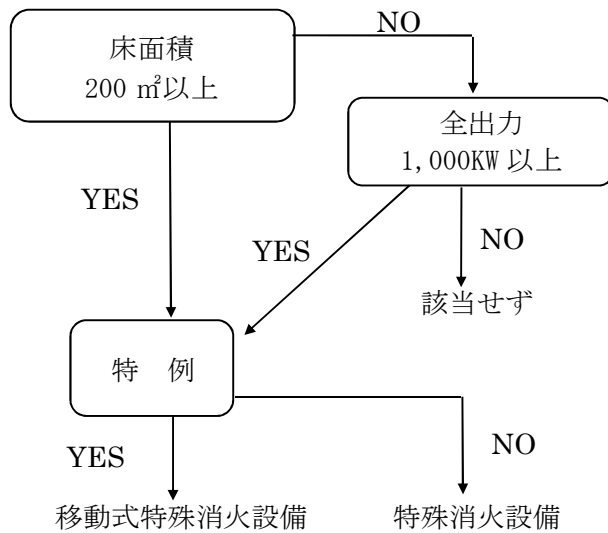 床面積
200 ㎡以上
NO
全出力
1,000KW 以上
YES
YES
NO
該当せず
特　例
YES
NO
移動式特殊消火設備
特殊消火設備